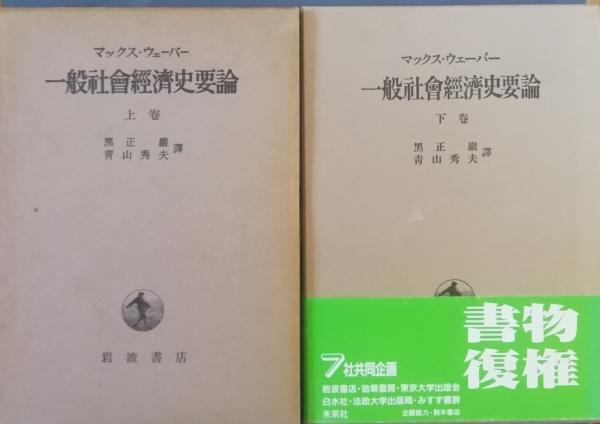 マックス・ウェーバー
一般社會經濟史要論
上巻
黑正巖
靑山秀夫
譯
岩波書店
マックス・ウェーバー
一般社會經濟史要論
下巻
黑正巖
靑山秀夫
譯
書物
復権
7社共同企画
岩波書店・勁草書房・東京大学出版会
白水社・法政大学出版局・みすず書房
未来社
企画協力・鈴木書店